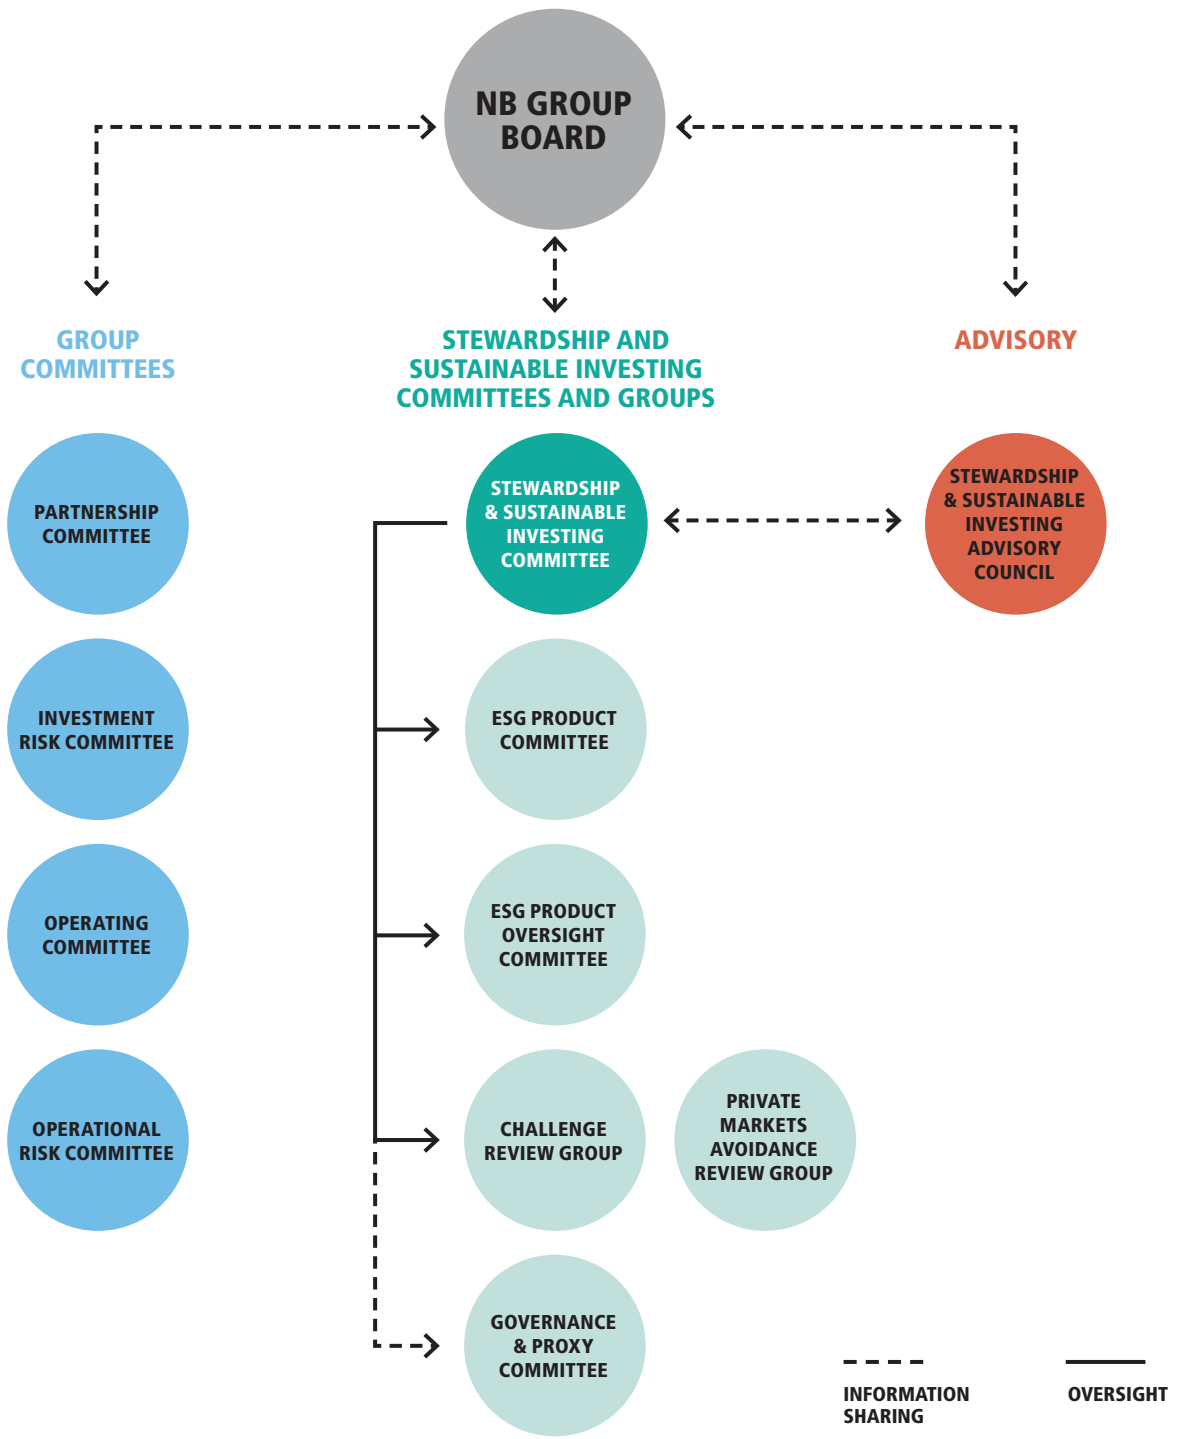 NB GROUP
BOARD
GROUP
COMMITTEES
STEWARDSHIP AND
SUSTAINABLE INVESTING
COMMITTEES AND GROUPS
ADVISORY
PARTNERSHIP
COMMITTEE
STEWARDSHIP
& SUSTAINABLE
INVESTING
COMMITTEE
STEWARDSHIP
& SUSTAINABLE
INVESTING
ADVISORY
COUNCIL
INVESTMENT
RISK COMMITTEE
ESG PRODUCT
COMMITTEE
OPERATING
COMMITTEE
ESG PRODUCT
OVERSIGHT
COMMITTEE
OPERATIONAL
RISK COMMITTEE
CHALLENGE
REVIEW GROUP
PRIVATE
MARKETS
AVOIDANCE
REVIEW GROUP
GOVERNANCE
& PROXY
COMMITTEE
INFORMATION
SHARING
OVERSIGHT